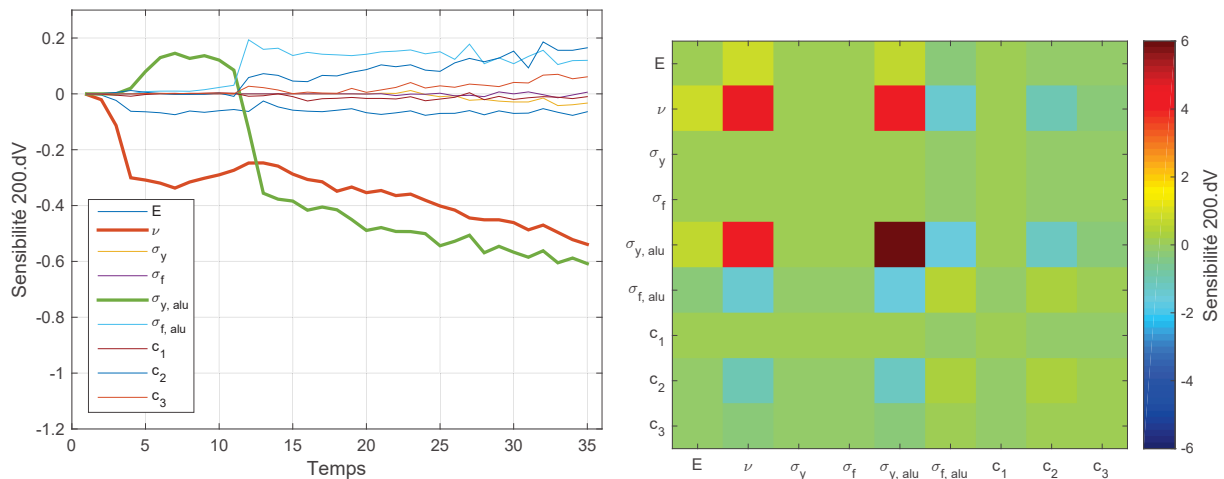 0.2
0
-0.2
-0.4
-0.6
-0.8
-1
-1.2
Sensibilité 200.dV
0 5 10 15 20 25 30 35
Temps
E
ν
σy
σf
σy, alu
σf, alu
c1
c2
c3
E
ν
σy
σf
σy, alu
σf, alu
c1
c2
c3
E ν σy σf σy, alu σf, alu c1 c2 c3
6
4
2
0
-2
-4
-6
Sensibilité 200.dV